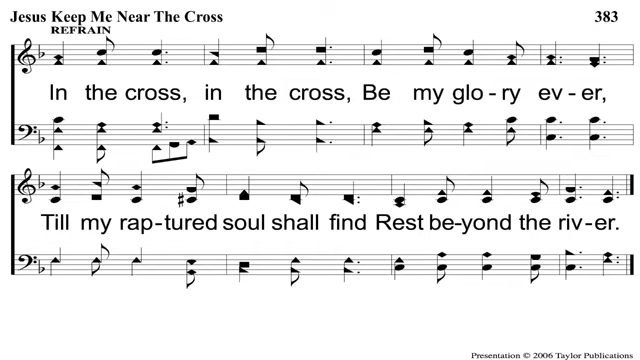 Jesus Keep Me Near The Cross 383
REFRAIN
In the cross, in the cross, Be my glo - ry ev - er,
Till my rap-tured soul shall find Rest be-yond the riv-er.
Presentation © 2006 Taylor Publications